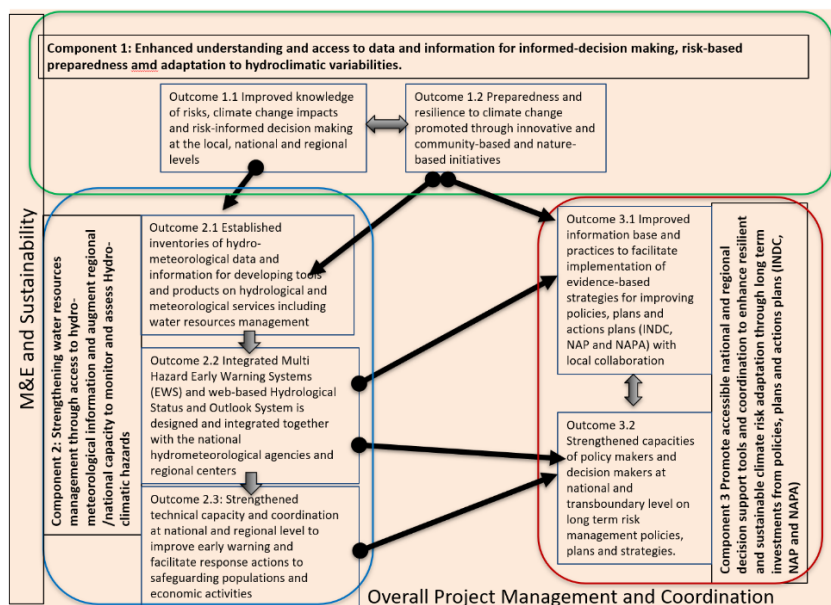 Component 1: Enhanced understanding and access to data and information for informed-decision making, risk-based
preparedness amd adaptation to hydroclimatic variabilities.
Outcome 1.1 Improved knowledge
of risks, climate change impacts
and risk-informed decision making
at the local, national and regional
levels
Outcome 1.2 Preparedness and
resilience to climate change
promoted through innovative and
community-based and nature-
based initiatives
M&E and Sustainability
Component 2: Strengthening water resources
management through access to hydro-
meteorological information and augment regional
/national capacity to monitor and assess Hydro-
climatic hazards
Outcome 2.1 Established
inventories of hydro-
meteorological data and
information for developing tools
and products on hydrological and
meteorological services including
water resources management
Outcome 2.2 Integrated Multi
Hazard Early Warning Systems
(EWS) and web-based Hydrological
Status and Outlook System is
designed and integrated together
with the national
hydrometeorological agencies and
regional centers
Outcome 2.3: Strengthened
technical capacity and coordination
at national and regional level to
improve early warning and
facilitate response actions to
safeguarding populations and
economic activities
Outcome 3.1 Improved
information base and
practices to facilitate
implementation of
evidence-based
strategies for improving
policies, plans and
actions plans (INDC,
NAP and NAPA) with
local collaboration
Outcome 3.2
Strengthened capacities
of policy makers and
decision makers at
national and
transboundary level on
long term risk
management policies,
plans and strategies.
Component 3 Promote accessible national and regional
decision support tools and coordination to enhance resilient
and sustainable climate risk adaptation through long term
investments from policies, plans and actions plans (INDC,
NAP and NAPA)
Overall Project Management and Coordination